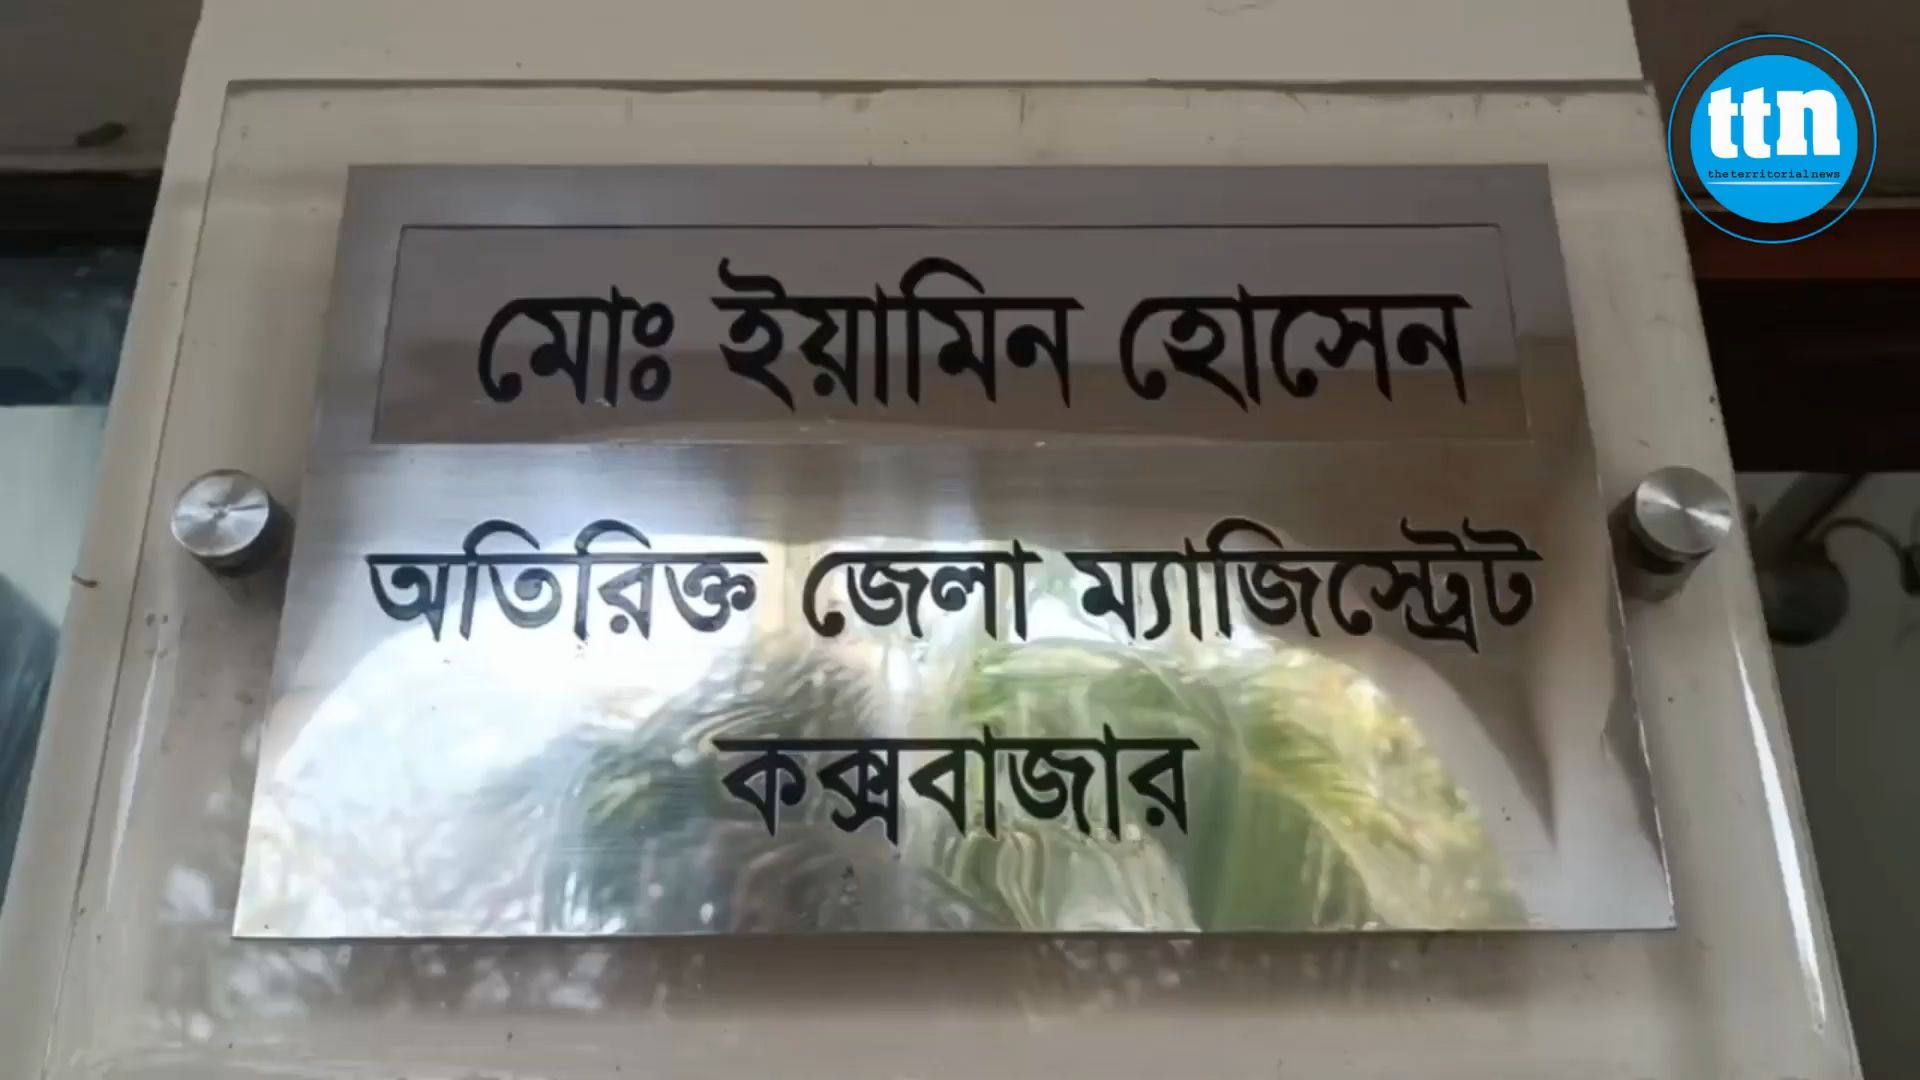 ttn
theterritorialnews
মোঃ ইয়ামিন হোসেন
অতিরিক্ত জেলা ম্যাজিস্ট্রেট
কক্সবাজার